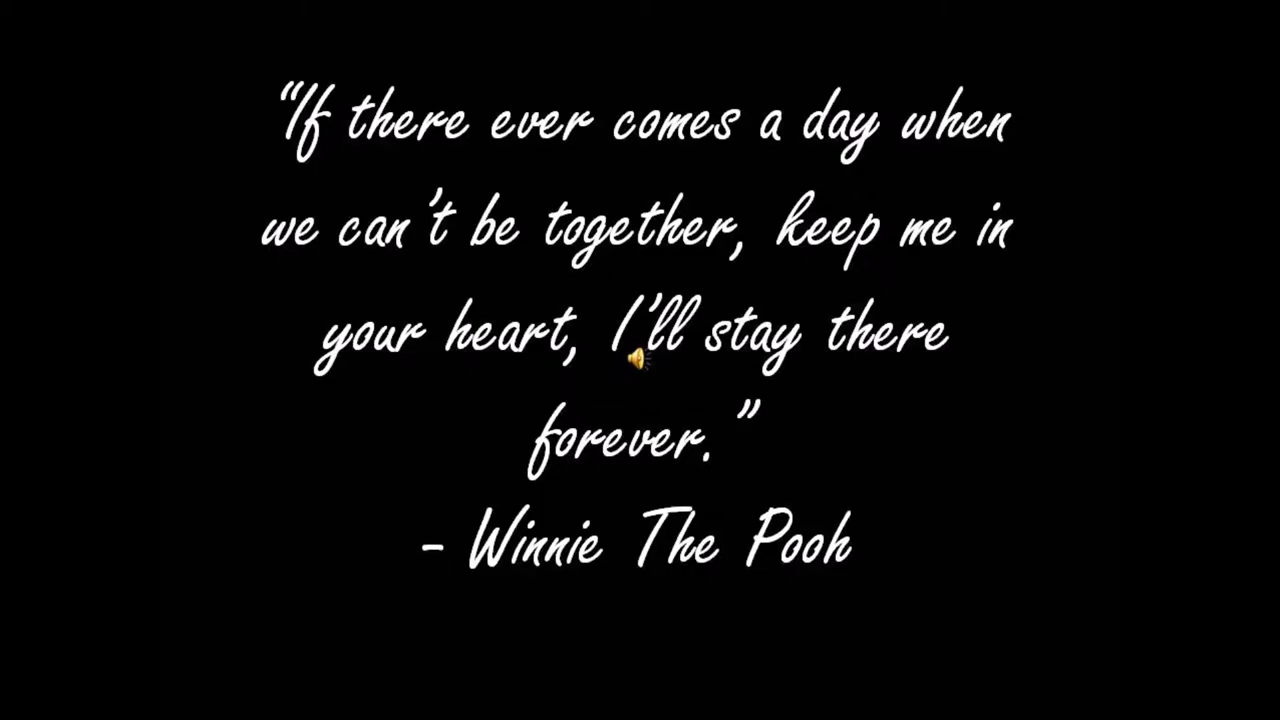 “If there ever comes a day when
we can’t be together, keep me in
your heart, I’ll stay there
forever.”
- Winnie The Pooh